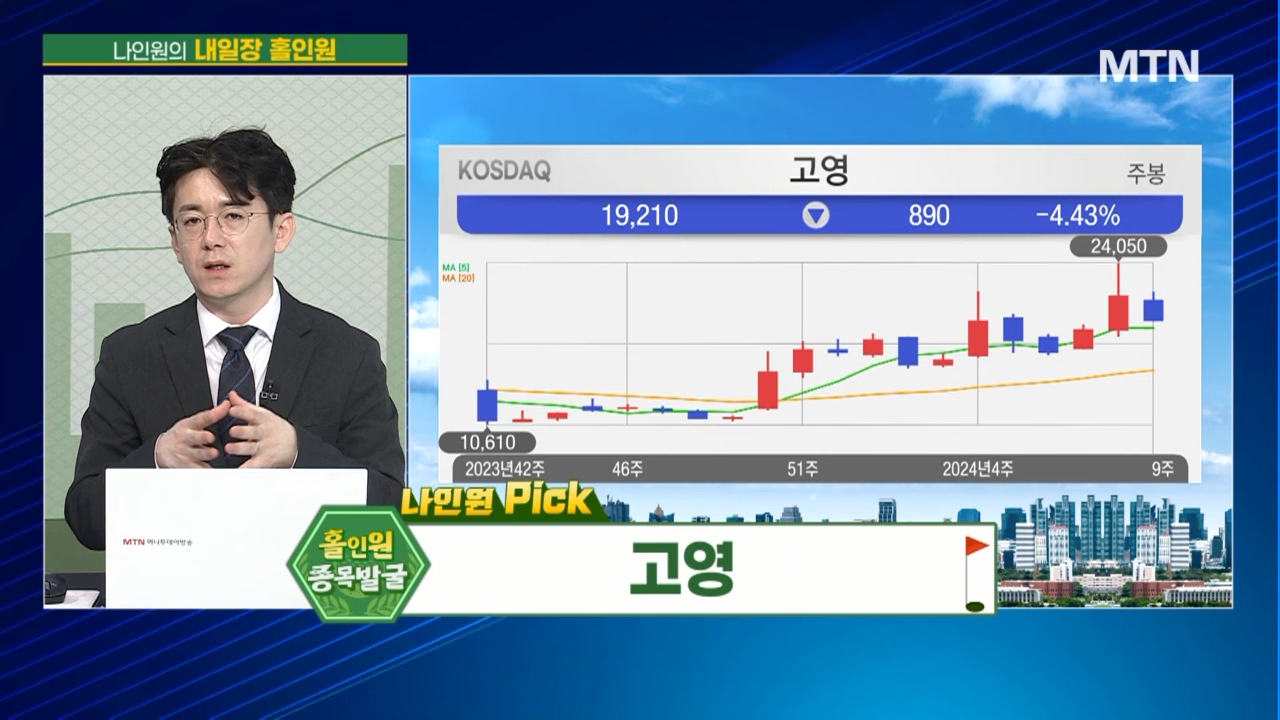 나인원의 내일장 홀인원
MTN
KOSDAQ
고영
주봉
19,210
890
-4.43%
24,050
MA [5]
MA [20]
10,610
2023년42주
46주
51주
2024년4주
9주
나인원 Pick
홀인원
종목발굴
고영
MTN 머니투데이방송